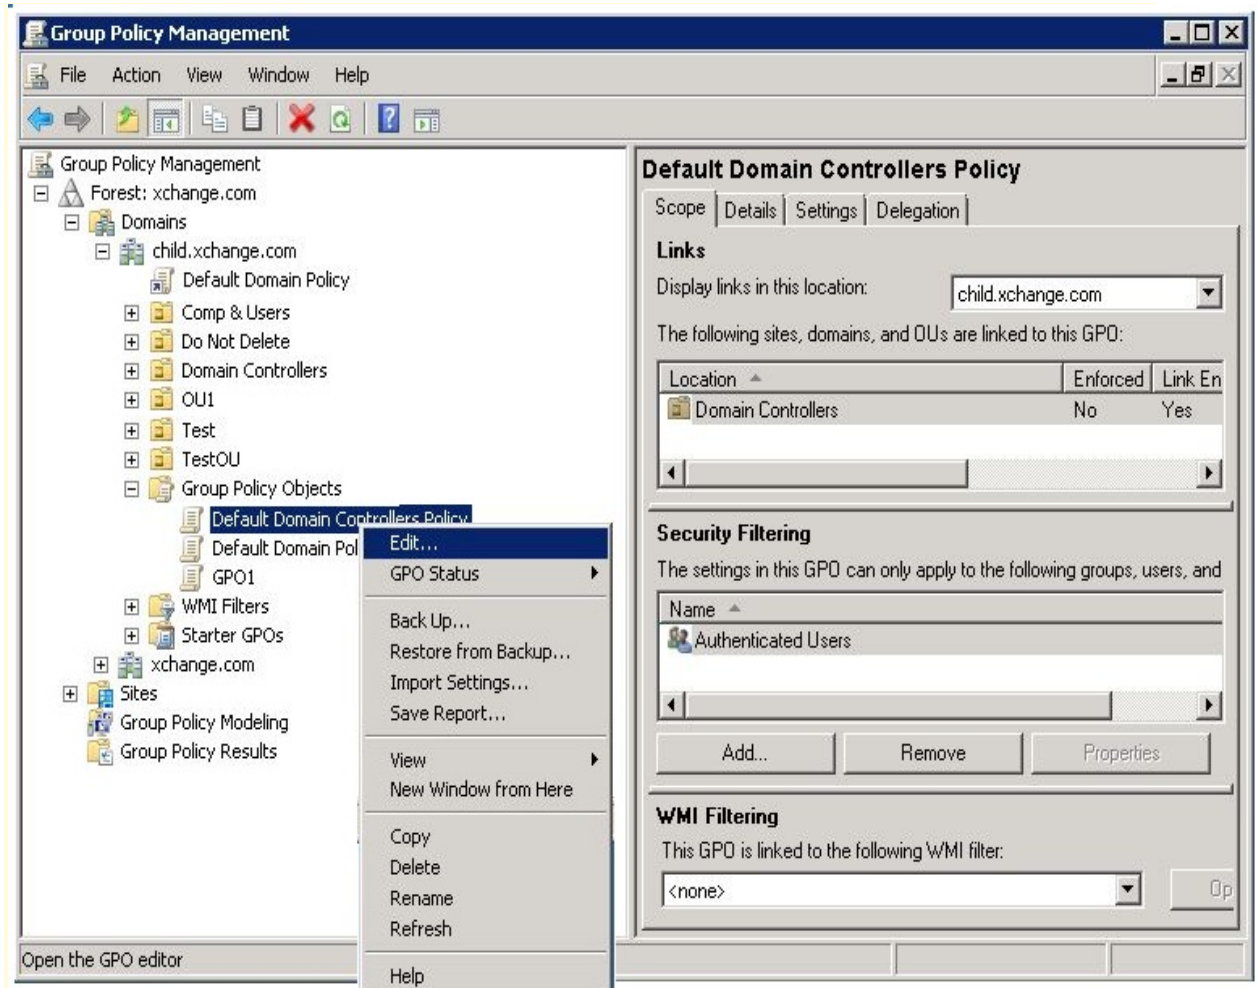 Group Policy Management
File Action View Window Help
Group Policy Management
Forest: xchange.com
Domains
child.xchange.com
Default Domain Policy
Comp & Users
Do Not Delete
Domain Controllers
OU1
Test
TestOU
Group Policy Objects
Default Domain Controllers Policy
Default Domain Pol
GPO1
WMI Filters
Starter GPOs
xchange.com
Sites
Group Policy Modeling
Group Policy Results
Edit...
GPO Status
Back Up...
Restore from Backup...
Import Settings...
Save Report...
View
New Window from Here
Copy
Delete
Rename
Refresh
Help
Default Domain Controllers Policy
Scope Details Settings Delegation
Links
Display links in this location: child.xchange.com
The following sites, domains, and OUs are linked to this GPO:
Location Enforced Link En
Domain Controllers No Yes
Security Filtering
The settings in this GPO can only apply to the following groups, users, and
Name
Authenticated Users
Add... Remove Properties
WMI Filtering
This GPO is linked to the following WMI filter:
<none> Op
Open the GPO editor